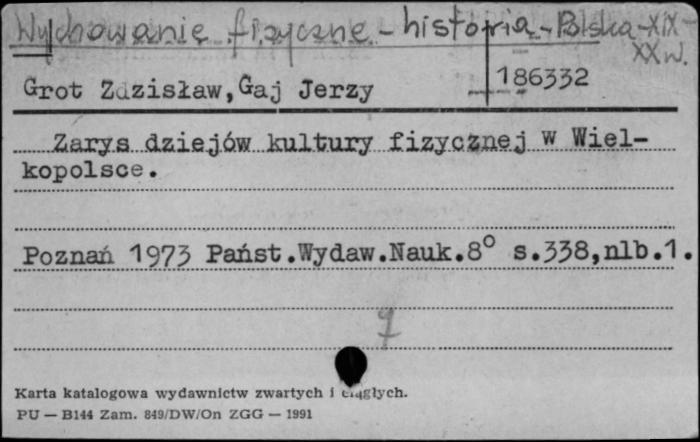 Wychowanie fizyczne - historia - Polska - XIX -
XX w.
Grot Zdzisław, Gaj Jerzy
186332
Zarys dziejów kultury fizycznej w Wiel-
kopolsce.
Poznań 1973 Państ.Wydaw.Nauk.8° s.338,nlb.1.
Karta katalogowa wydawnictw zwartych i ciągłych.
PU — B144 Zam. 849/DW/On ZGG — 1991